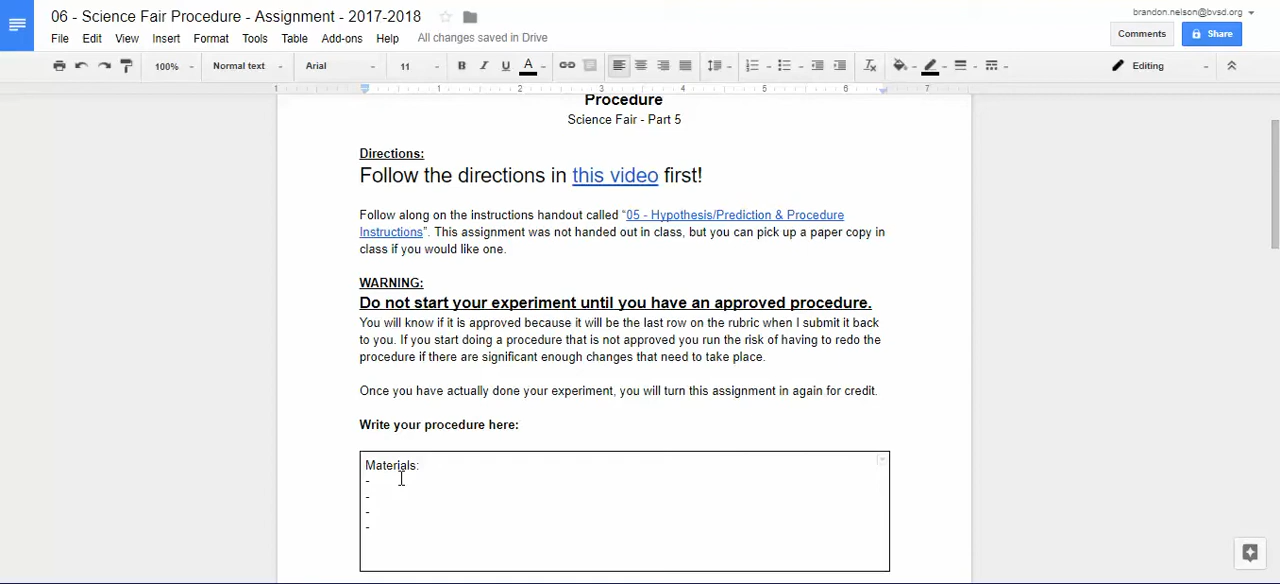 06 - Science Fair Procedure - Assignment - 2017-2018
brandon.nelson@bvsd.org
File Edit View Insert Format Tools Table Add-ons Help All changes saved in Drive
Comments Share
100% Normal text Arial 11 B I U A Editing
1 1 2 3 4 5 6 7
Procedure
Science Fair - Part 5
Directions:
Follow the directions in this video first!
Follow along on the instructions handout called “05 - Hypothesis/Prediction & Procedure
Instructions”. This assignment was not handed out in class, but you can pick up a paper copy in
class if you would like one.
WARNING:
Do not start your experiment until you have an approved procedure.
You will know if it is approved because it will be the last row on the rubric when I submit it back
to you. If you start doing a procedure that is not approved you run the risk of having to redo the
procedure if there are significant enough changes that need to take place.
Once you have actually done your experiment, you will turn this assignment in again for credit.
Write your procedure here:
Materials:
-
-
-
-